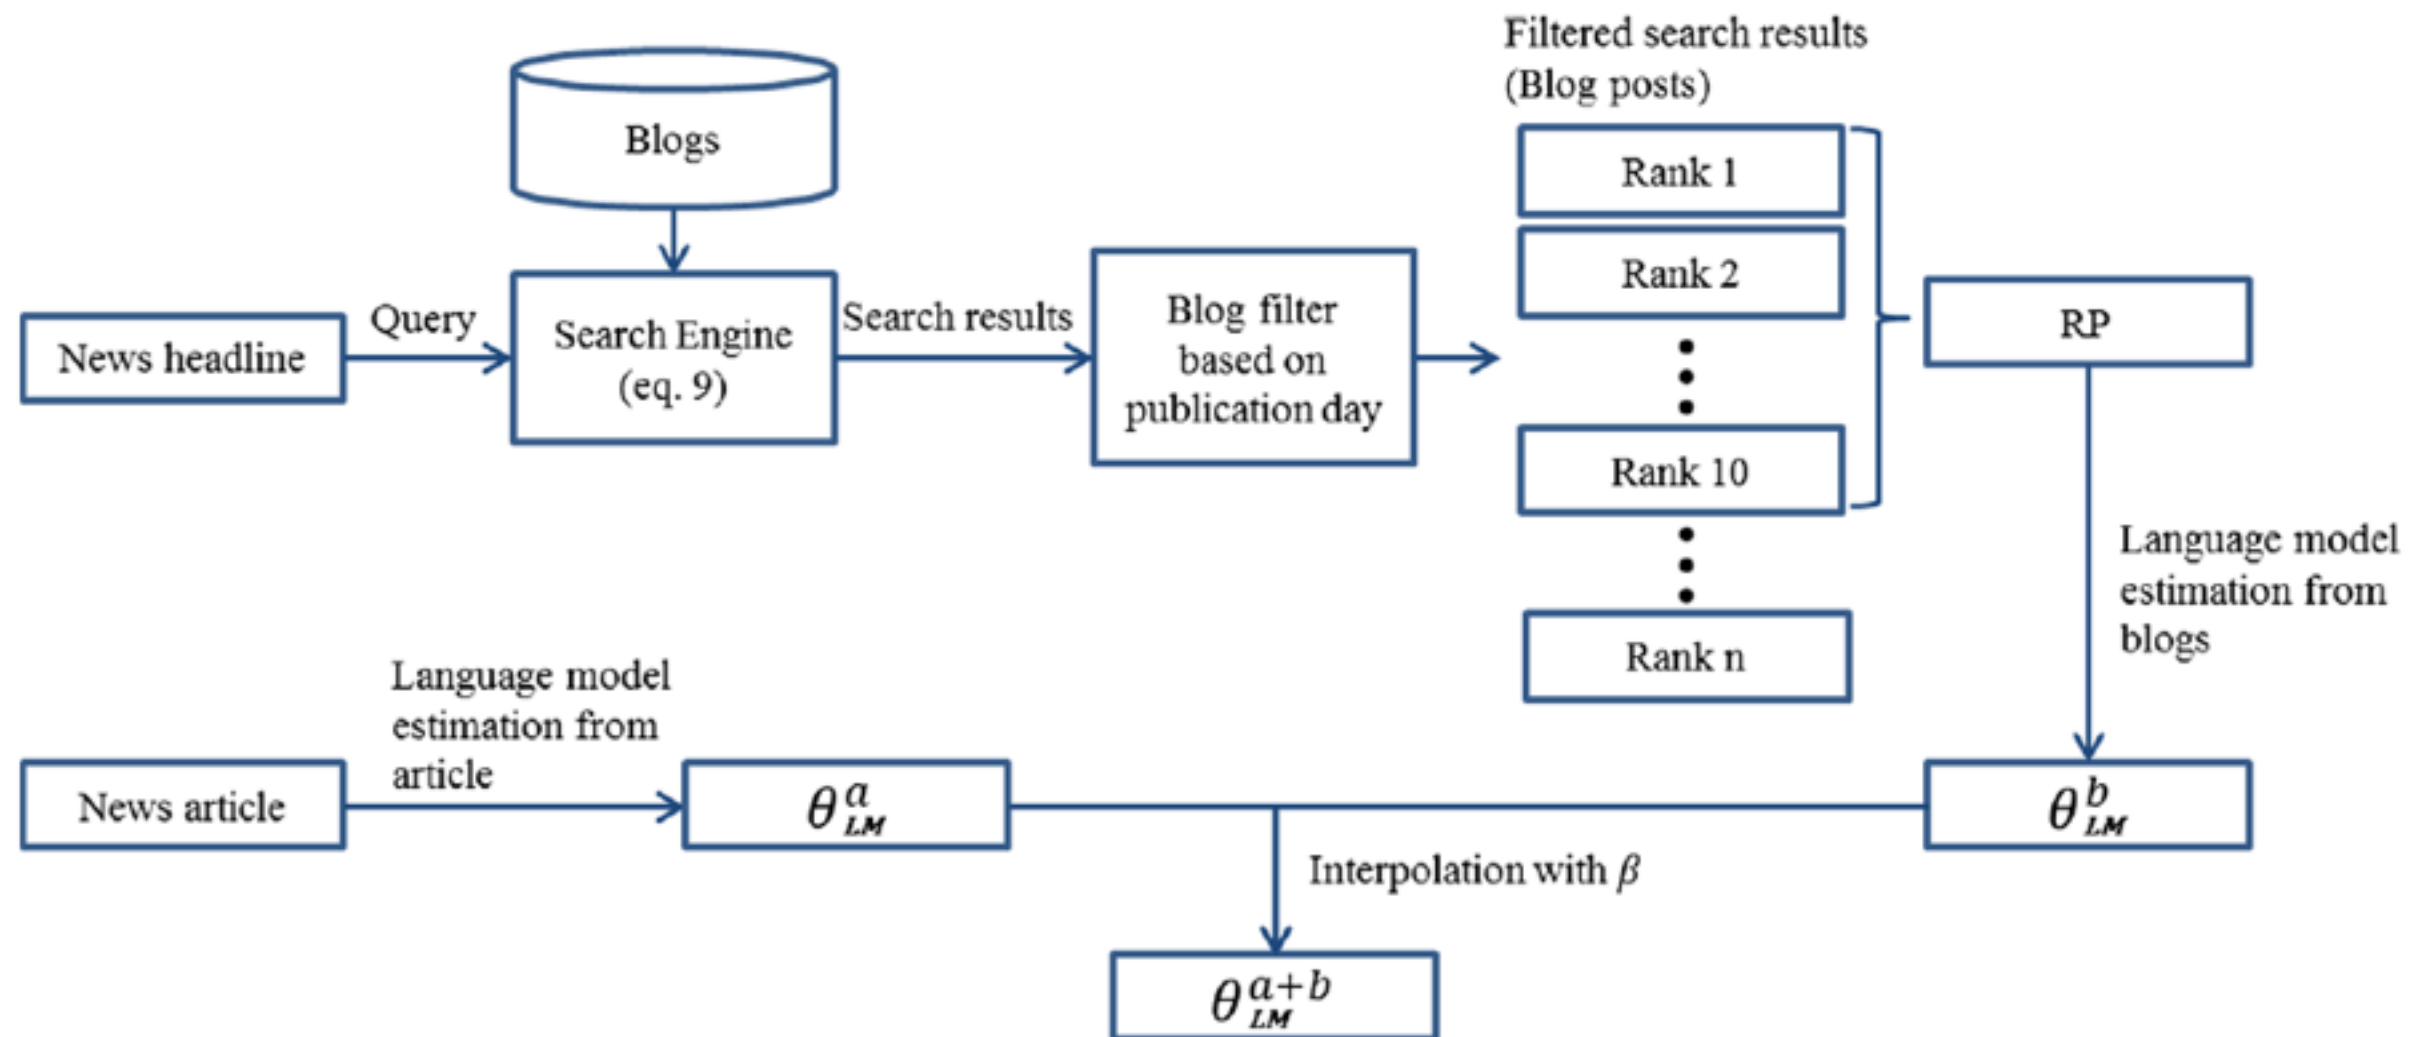 Filtered search results
(Blog posts)
Blogs
Rank 1
Rank 2
News headline
Query
Search Engine
(eq. 9)
Search results
Blog filter
based on
publication day
RP
Rank 10
Rank n
Language model
estimation from
blogs
Language model
estimation from
article
News article
θ^a_LM
θ^b_LM
Interpolation with β
θ^{a+b}_LM